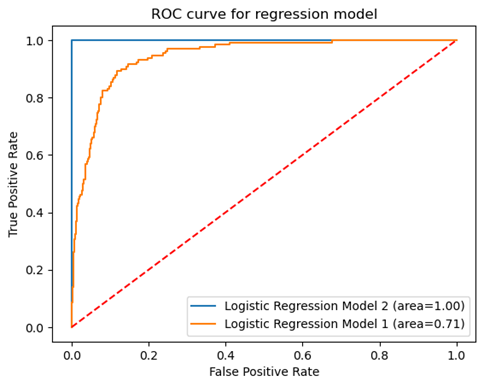 ROC curve for regression model
1.0
0.8
0.6
0.4
0.2
0.0
True Positive Rate
Logistic Regression Model 2 (area=1.00)
Logistic Regression Model 1 (area=0.71)
0.0 0.2 0.4 0.6 0.8 1.0
False Positive Rate